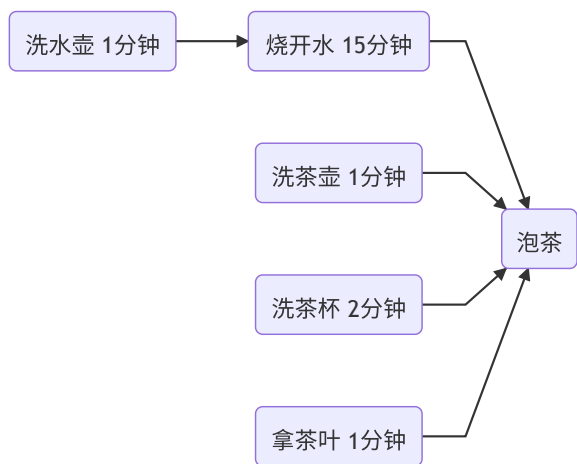 洗水壶 1分钟
烧开水 15分钟
洗茶壶 1分钟
泡茶
洗茶杯 2分钟
拿茶叶 1分钟